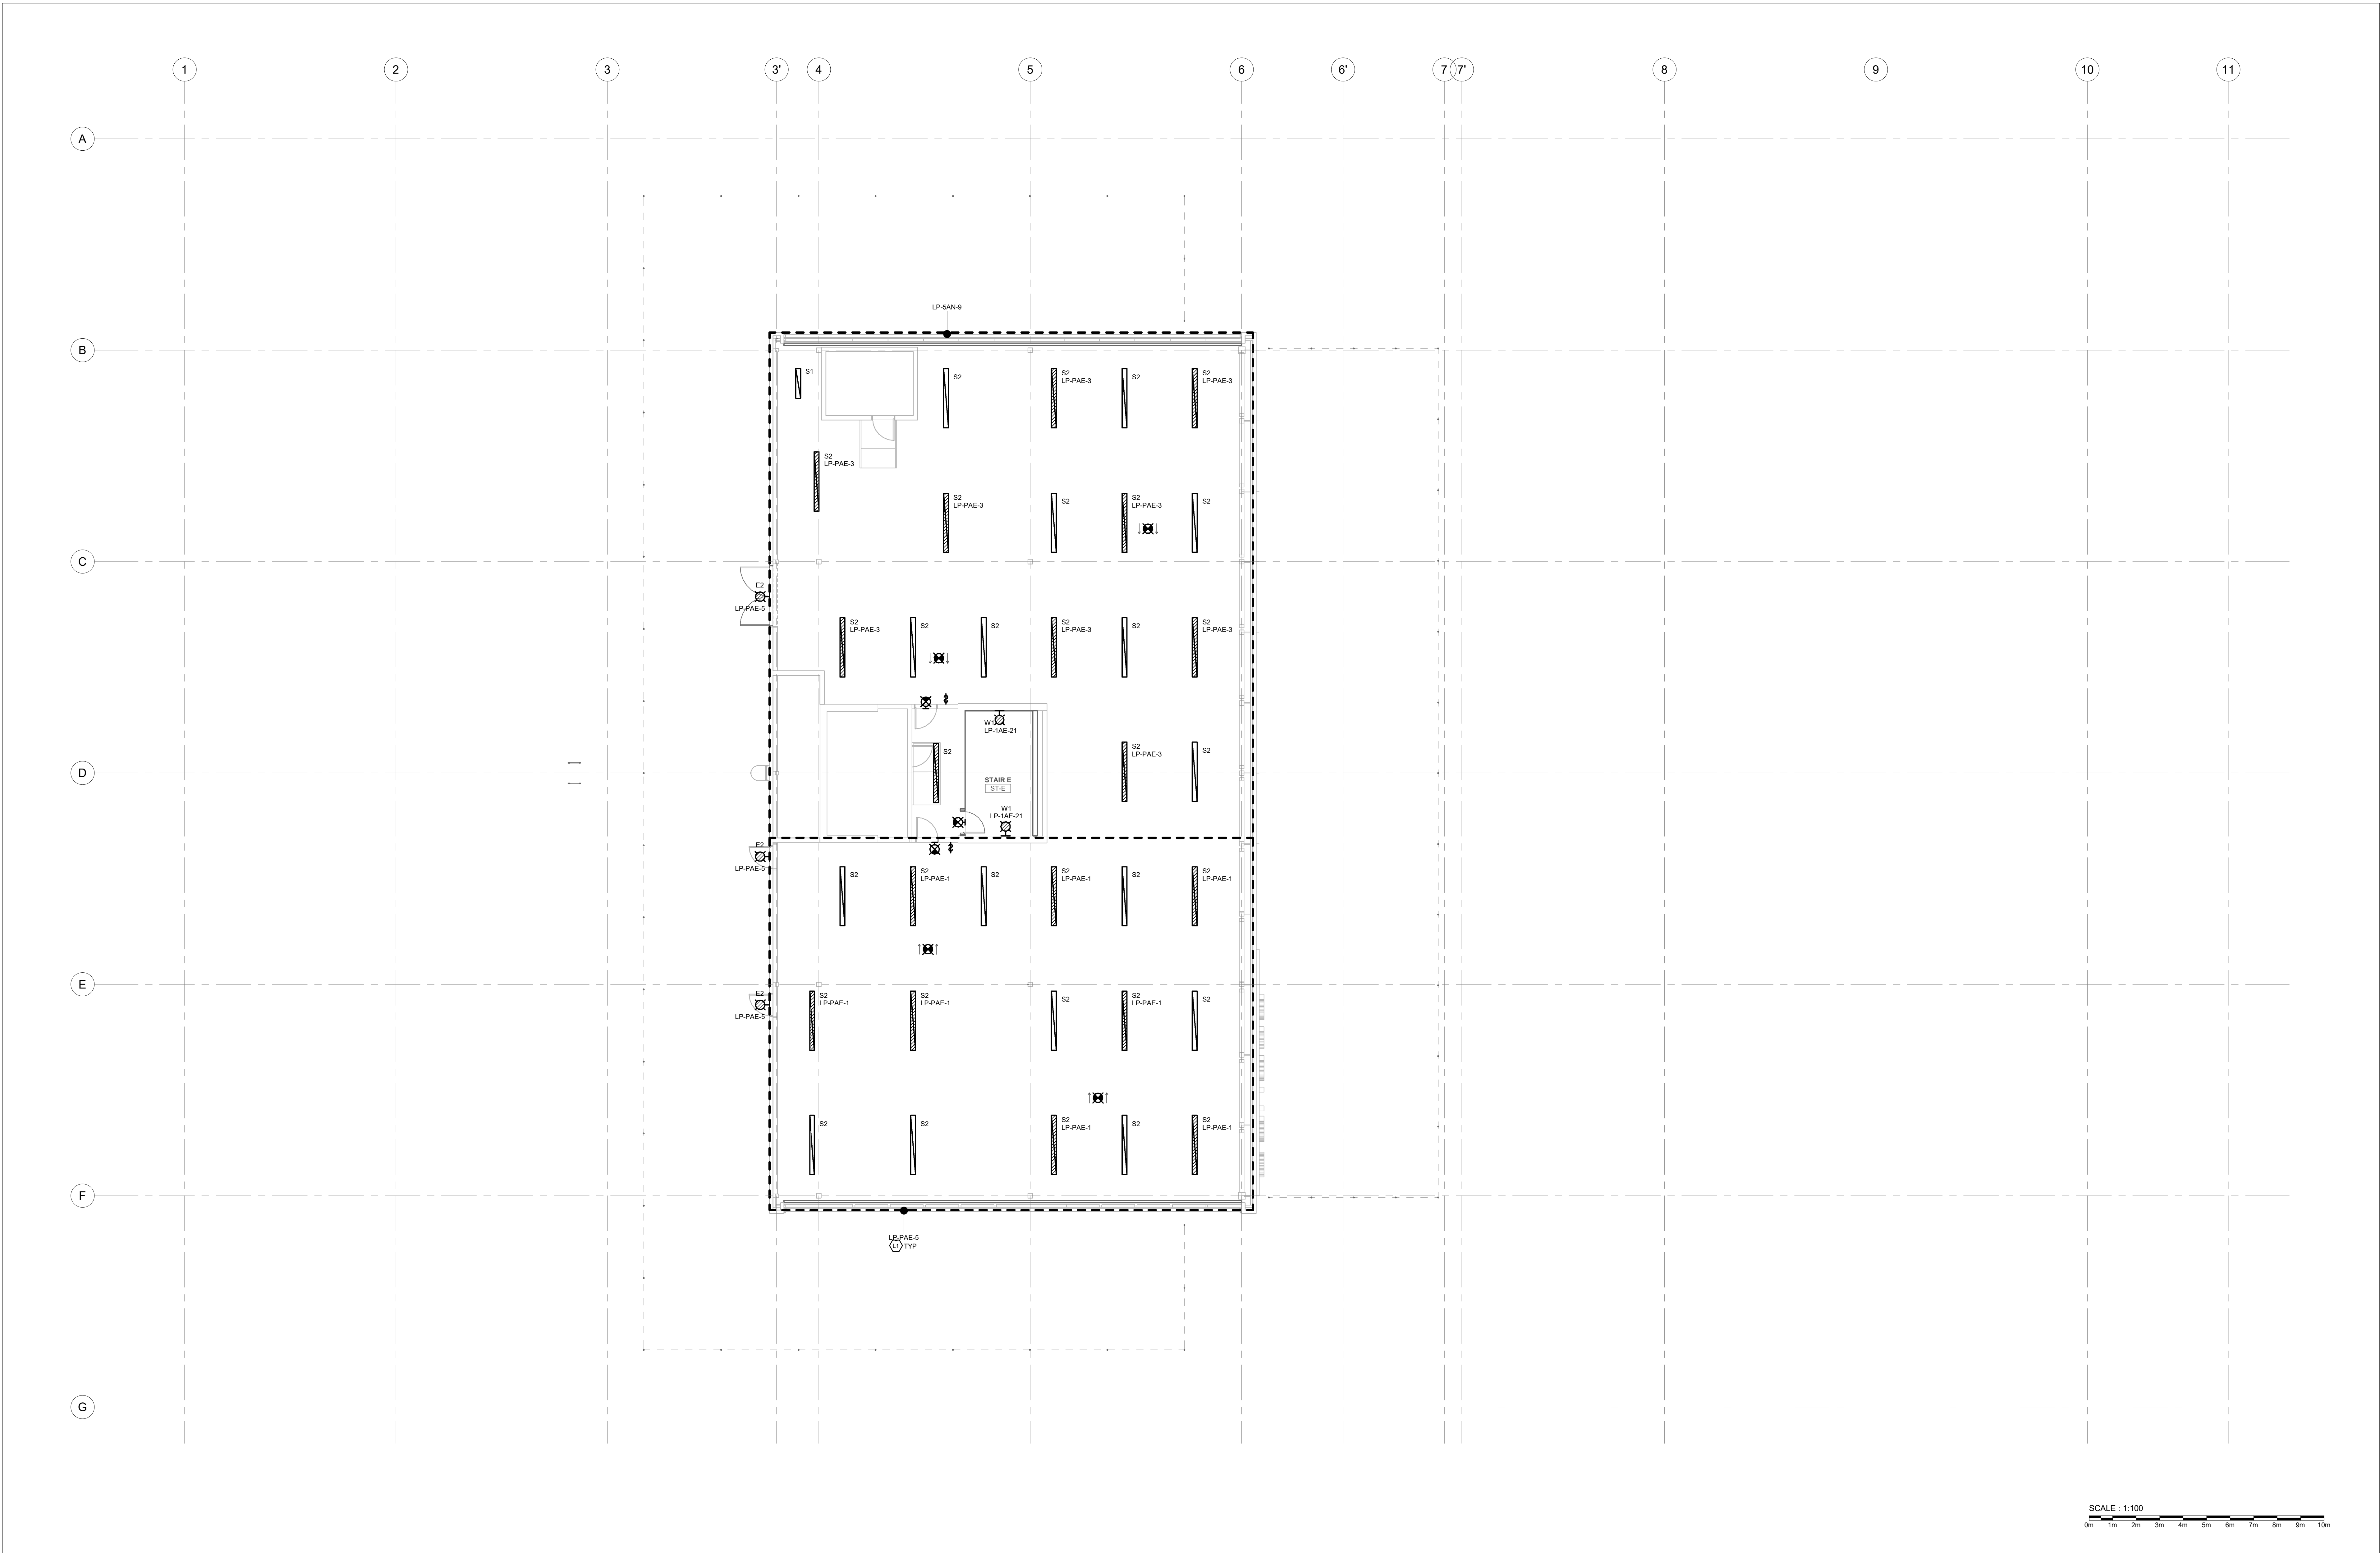 1
2
3
3'
4
5
6
6'
7
7'
8
9
10
11
A
B
C
D
E
F
G
LP-5AN-9
S1
S2
S2
LP-PAE-3
S2
S2
LP-PAE-3
S2
LP-PAE-3
S2
LP-PAE-3
S2
S2
LP-PAE-3
S2
E2
LP-PAE-5
S2
LP-PAE-3
S2
S2
S2
LP-PAE-3
S2
S2
LP-PAE-3
2
W1
LP-1AE-21
S2
S2
LP-PAE-3
S2
STAIR E
ST-E
W1
LP-1AE-21
E2
LP-PAE-5
2
S2
S2
LP-PAE-1
S2
S2
LP-PAE-1
S2
S2
LP-PAE-1
E2
LP-PAE-5
S2
LP-PAE-1
S2
LP-PAE-1
S2
S2
LP-PAE-1
S2
S2
S2
S2
LP-PAE-1
S2
S2
LP-PAE-1
LP-PAE-5
L1 TYP
SCALE : 1:100
0m 1m 2m 3m 4m 5m 6m 7m 8m 9m 10m